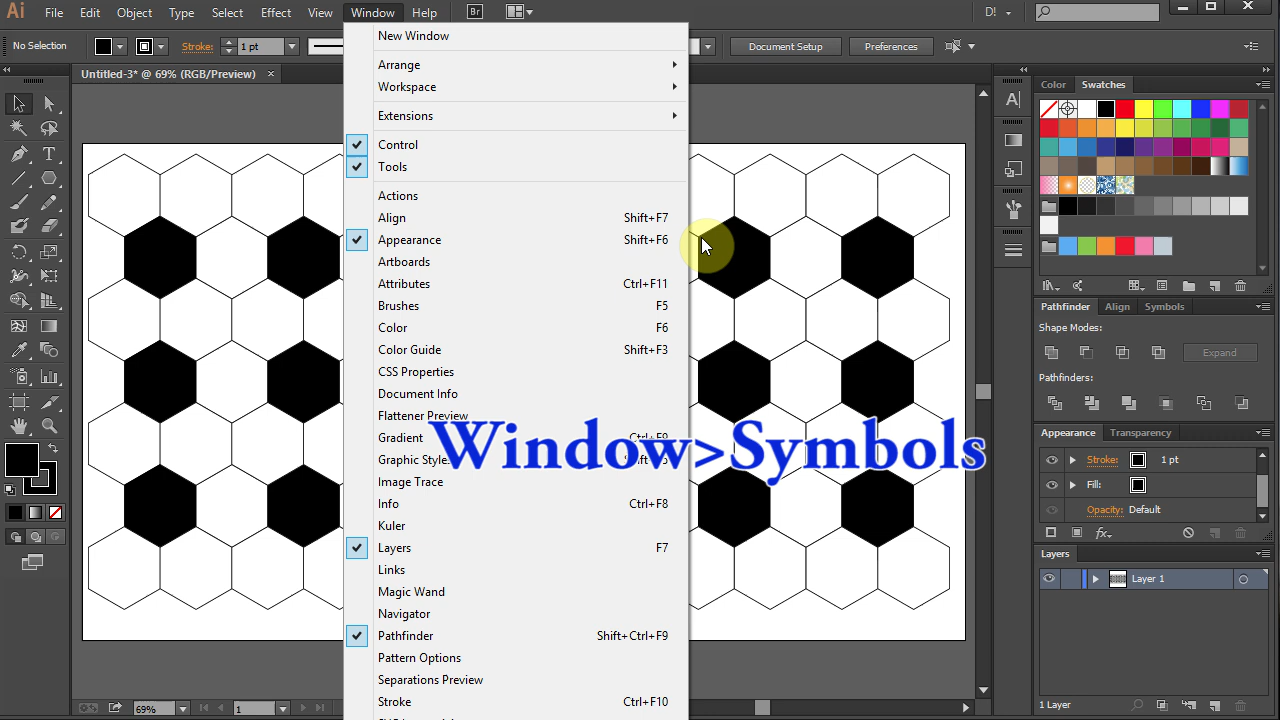 Ai File Edit Object Type Select Effect View Window Help Br D!
No Selection Stroke: 1 pt Document Setup Preferences
Untitled-3* @ 69% (RGB/Preview) ×
New Window
Arrange
Workspace
Extensions
Control
Tools
Actions
Align Shift+F7
Appearance Shift+F6
Artboards
Attributes Ctrl+F11
Brushes F5
Color F6
Color Guide Shift+F3
CSS Properties
Document Info
Flattener Preview
Gradient Ctrl+F9
Window>Symbols
Image Trace
Info Ctrl+F8
Kuler
Layers F7
Links
Magic Wand
Navigator
Pathfinder Shift+Ctrl+F9
Pattern Options
Separations Preview
Stroke Ctrl+F10
69% 1
Color Swatches
Pathfinder Align Symbols
Shape Modes:
Expand
Pathfinders:
Appearance Transparency
Stroke: 1 pt
Fill:
Opacity: Default
fx
Layers
Layer 1
1 Layer